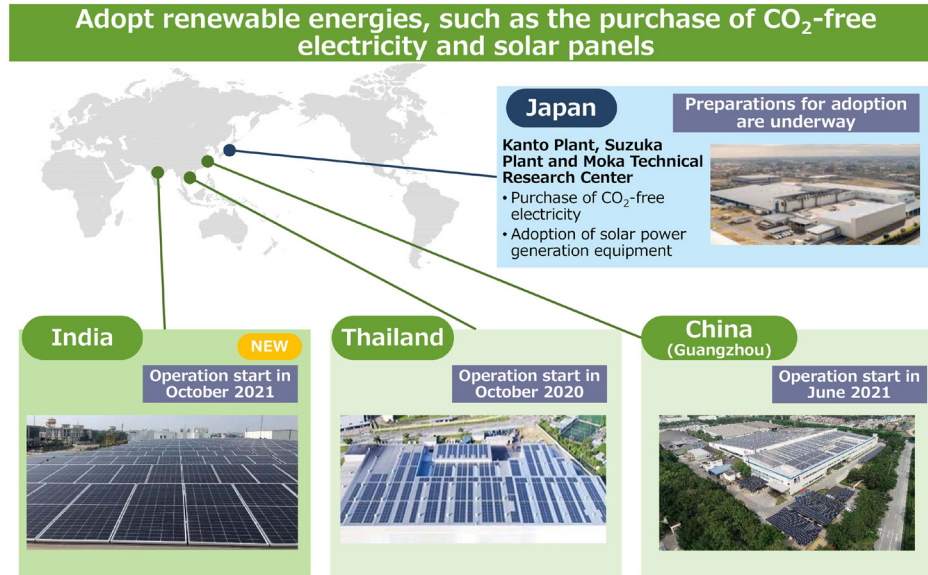 Adopt renewable energies, such as the purchase of CO₂-free
electricity and solar panels
Japan
Preparations for adoption
are underway
Kanto Plant, Suzuka
Plant and Moka Technical
Research Center
・Purchase of CO₂-free
electricity
・Adoption of solar power
generation equipment
India
NEW
Operation start in
October 2021
Thailand
Operation start in
October 2020
China
(Guangzhou)
Operation start in
June 2021